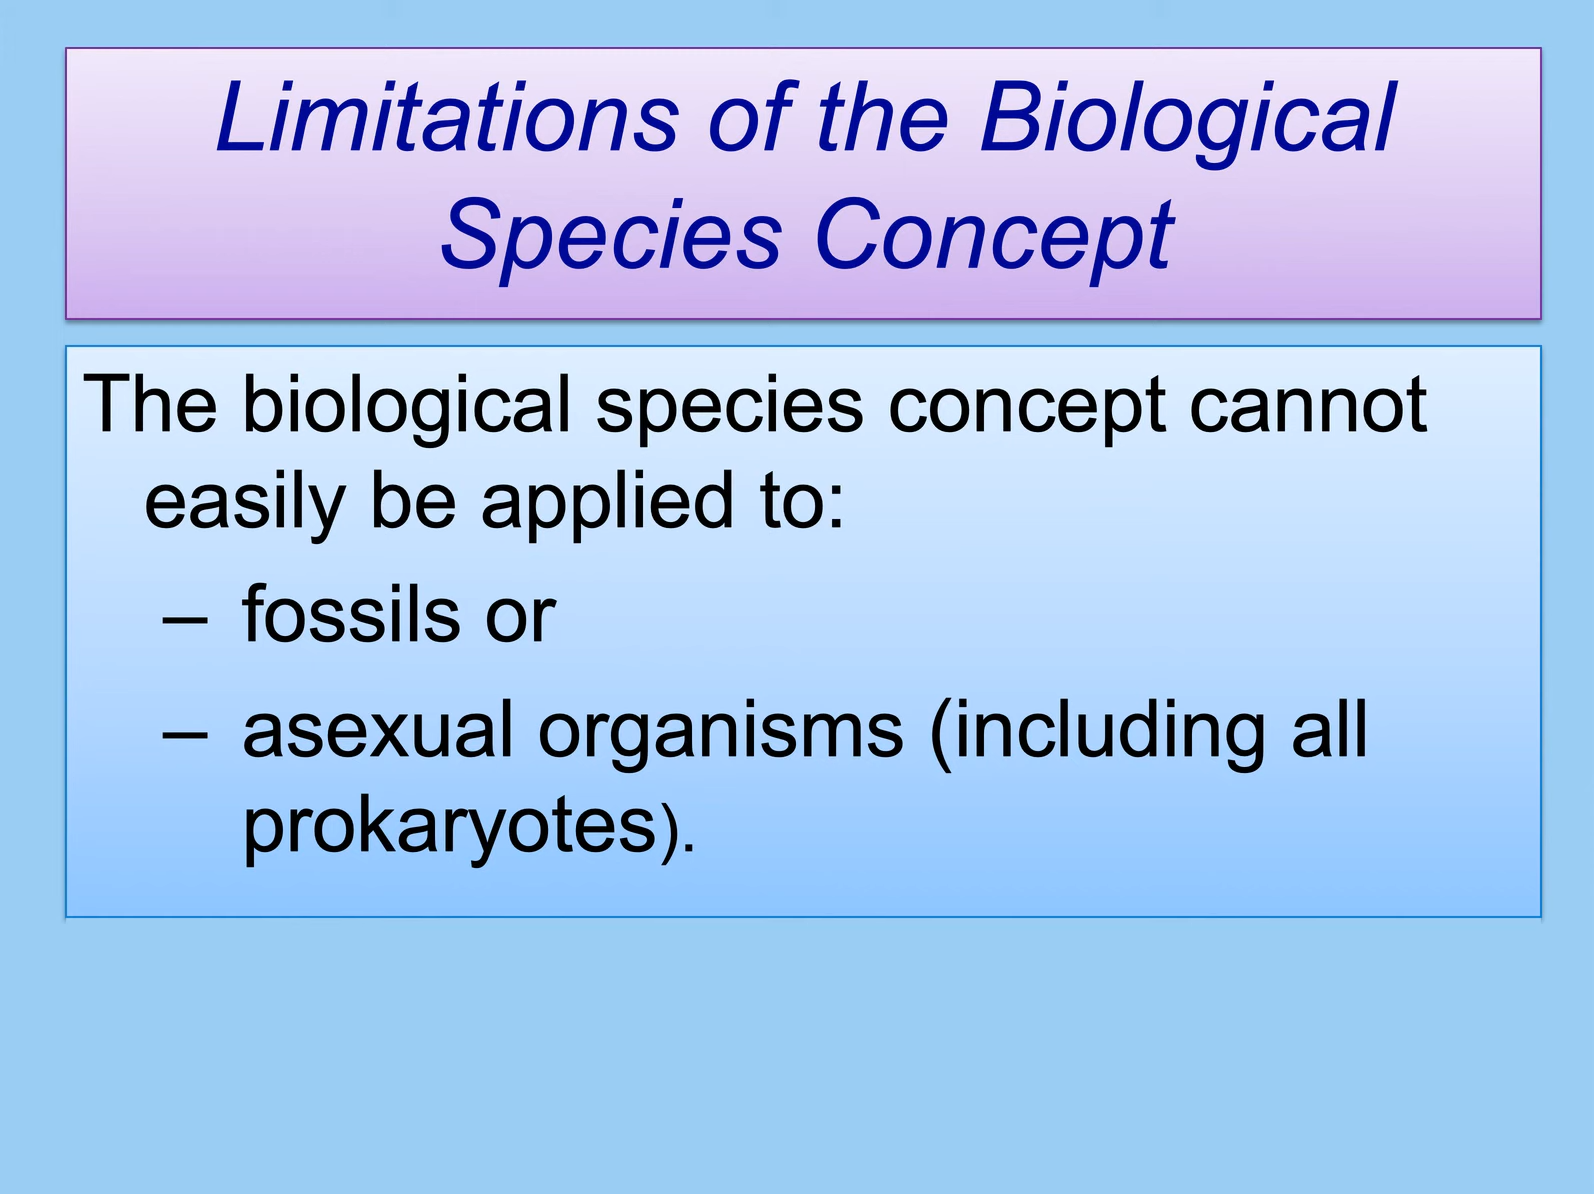 Limitations of the Biological
Species Concept
The biological species concept cannot
easily be applied to:
– fossils or
– asexual organisms (including all
prokaryotes).